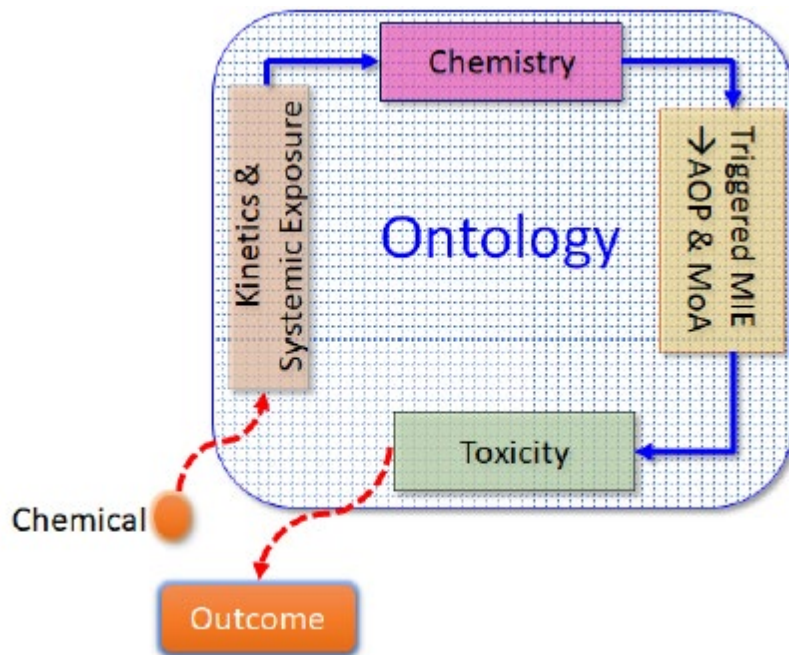 Chemistry
Kinetics &
Systemic Exposure
Triggered MIE
→AOP & MoA
Ontology
Toxicity
Chemical
Outcome